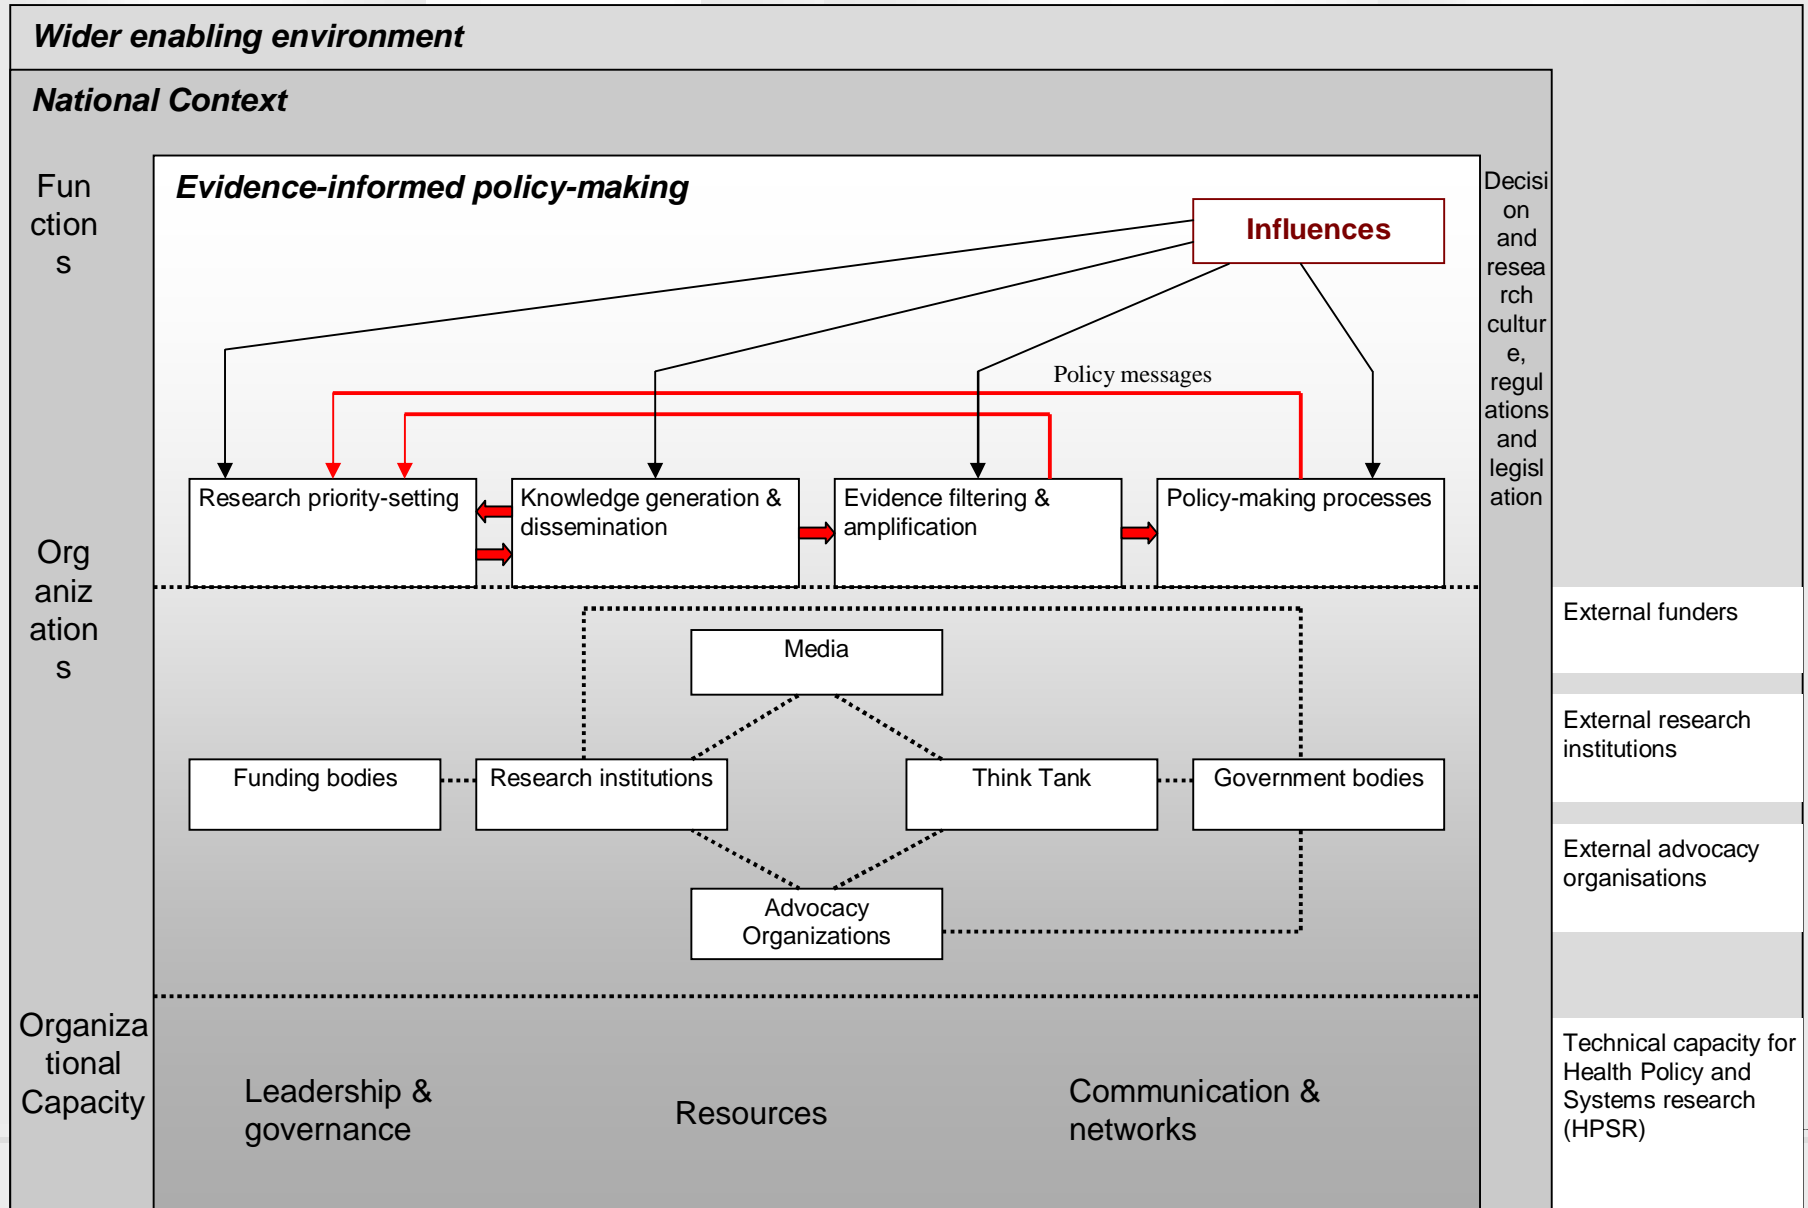 Wider enabling environment
National Context
Fun
ction
s
Evidence-informed policy-making
Influences
Decisi
on
and
resea
rch
cultur
e,
regul
ations
and
legisl
ation
Policy messages
Research priority-setting
Knowledge generation &
dissemination
Evidence filtering &
amplification
Policy-making processes
Org
aniz
ation
s
Media
Funding bodies
Research institutions
Think Tank
Government bodies
Advocacy
Organizations
External funders
External research
institutions
External advocacy
organisations
Organiza
tional
Capacity
Leadership &
governance
Resources
Communication &
networks
Technical capacity for
Health Policy and
Systems research
(HPSR)